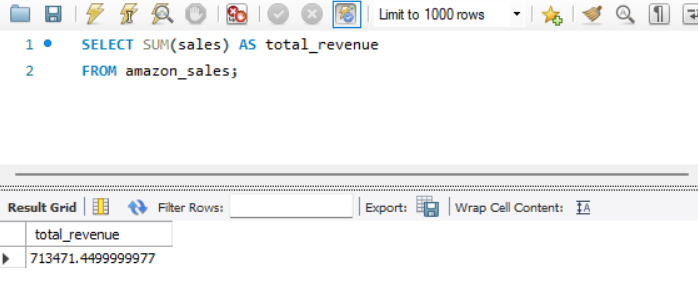 Limit to 1000 rows
1 SELECT SUM(sales) AS total_revenue
2 FROM amazon_sales;
Result Grid Filter Rows: Export: Wrap Cell Content: IA
total_revenue
713471.4499999977